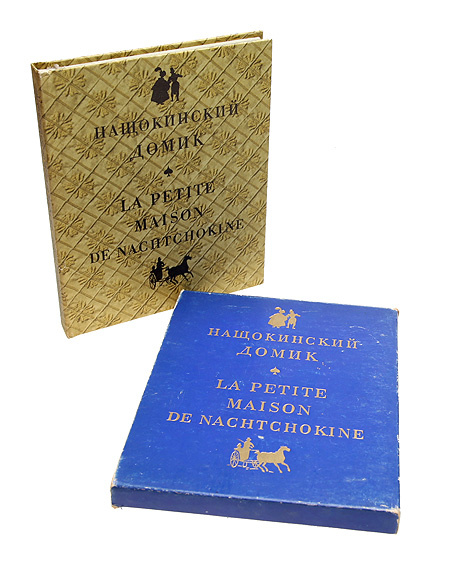 НАЩОКИНСКИЙ
ДОМИК
LA PETITE
MAISON
DE NACHTCHOKINE
НАЩОКИНСКИЙ
ДОМИК
LA PETITE
MAISON
DE NACHTCHOKINE